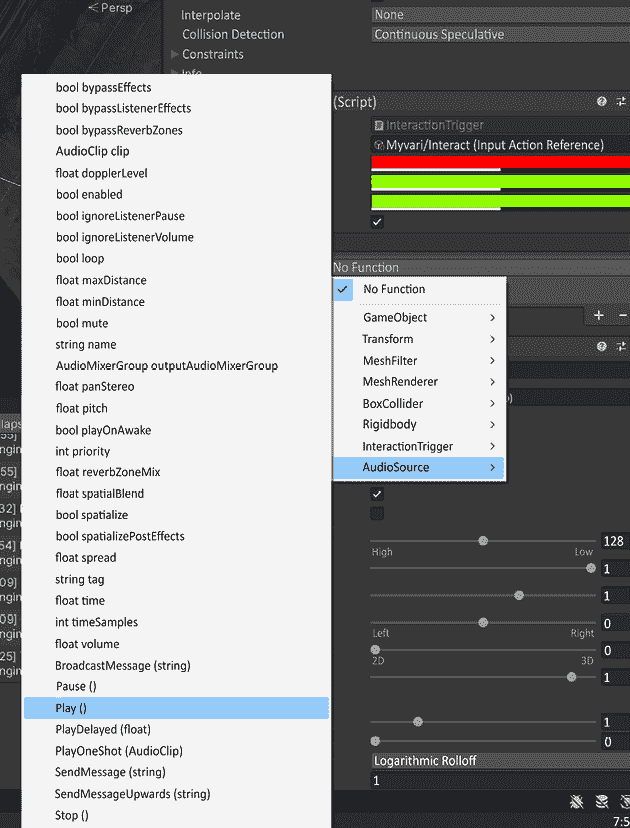 Persp
Interpolate
None
Collision Detection
Continuous Speculative
Constraints
Info
(Script)
InteractionTrigger
Myvari/Interact (Input Action Reference)
No Function
No Function
GameObject
Transform
MeshFilter
MeshRenderer
BoxCollider
Rigidbody
InteractionTrigger
AudioSource
bool bypassEffects
bool bypassListenerEffects
bool bypassReverbZones
AudioClip clip
float dopplerLevel
bool enabled
bool ignoreListenerPause
bool ignoreListenerVolume
bool loop
float maxDistance
float minDistance
bool mute
string name
AudioMixerGroup outputAudioMixerGroup
float panStereo
float pitch
bool playOnAwake
int priority
float reverbZoneMix
float spatialBlend
bool spatialize
bool spatializePostEffects
float spread
string tag
float time
int timeSamples
float volume
BroadcastMessage (string)
Pause ()
Play ()
PlayDelayed (float)
PlayOneShot (AudioClip)
SendMessage (string)
SendMessageUpwards (string)
Stop ()
128
High Low
1
1
0
Left Right
0
2D 3D
1
1
0
Logarithmic Rolloff
1